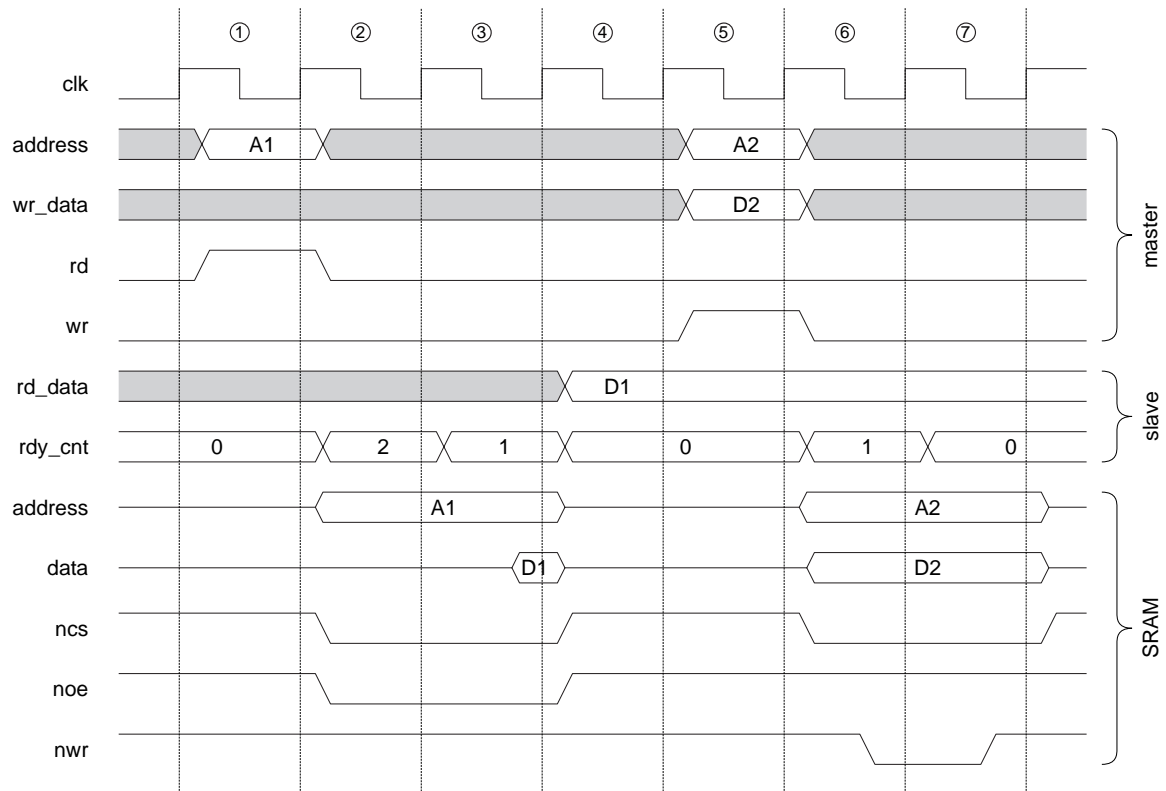 ① ② ③ ④ ⑤ ⑥ ⑦
clk
address A1 A2
wr_data D2
rd
wr
master
rd_data D1
rdy_cnt 0 2 1 0 1 0
slave
address A1 A2
data D1 D2
ncs
noe
nwr
SRAM